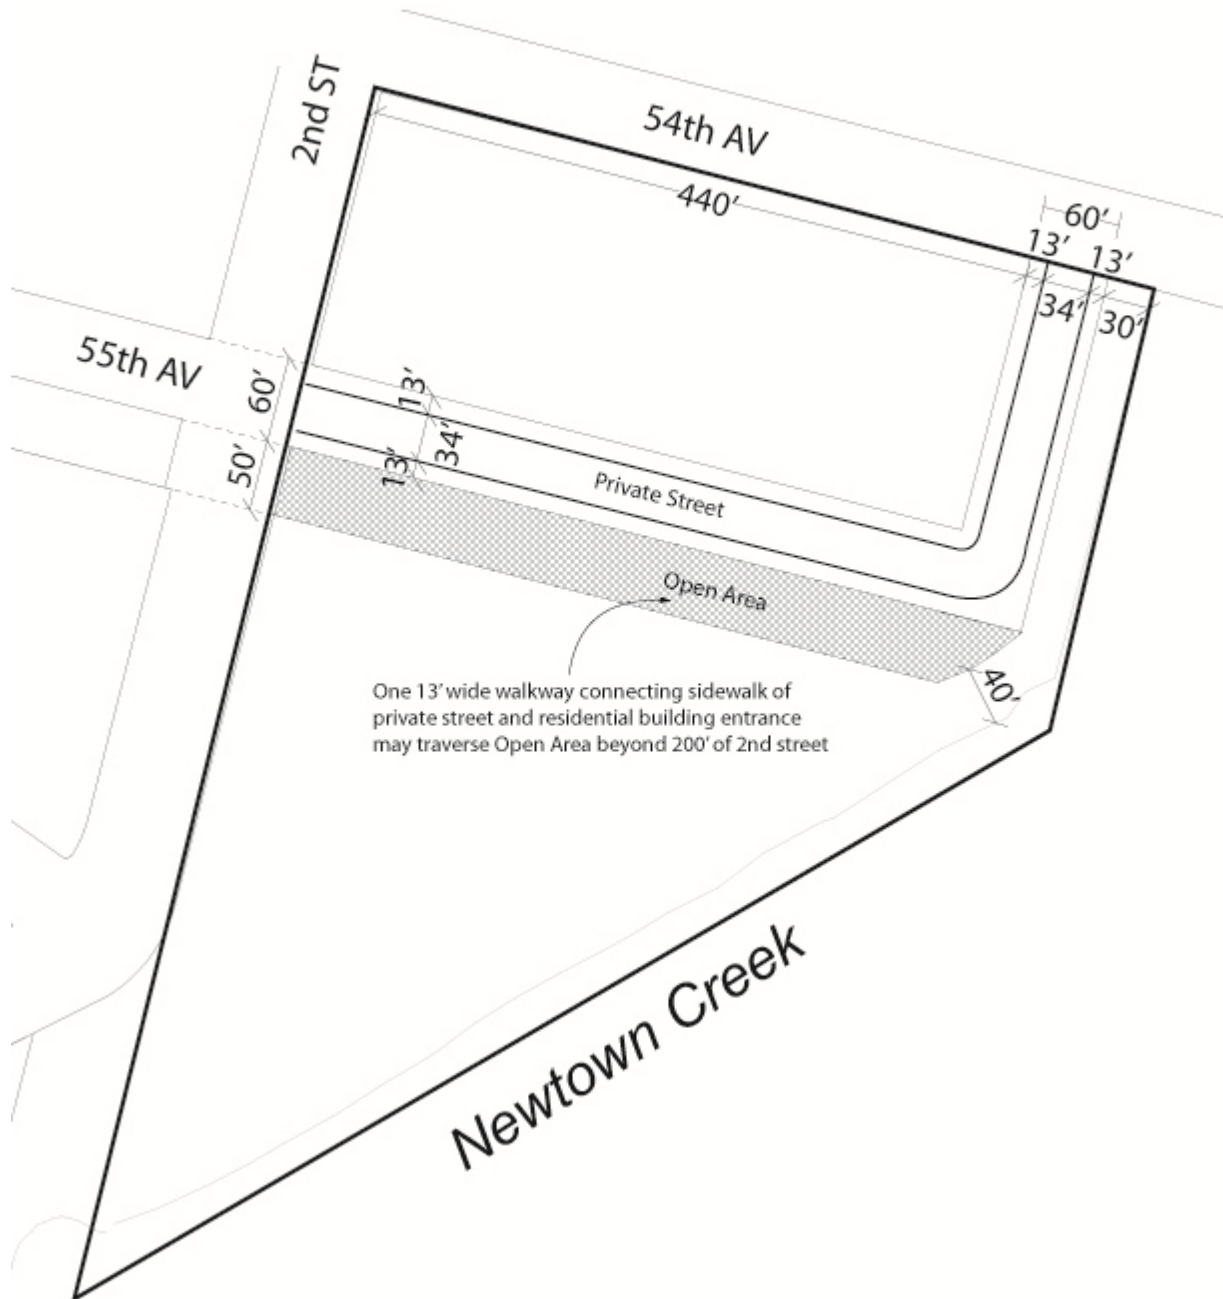 2nd ST
54th AV
440'
60'
13'
13'
34'
30'
55th AV
60'
13'
34'
50'
13'
Private Street
Open Area
40'
One 13' wide walkway connecting sidewalk of
private street and residential building entrance
may traverse Open Area beyond 200' of 2nd street
Newtown Creek